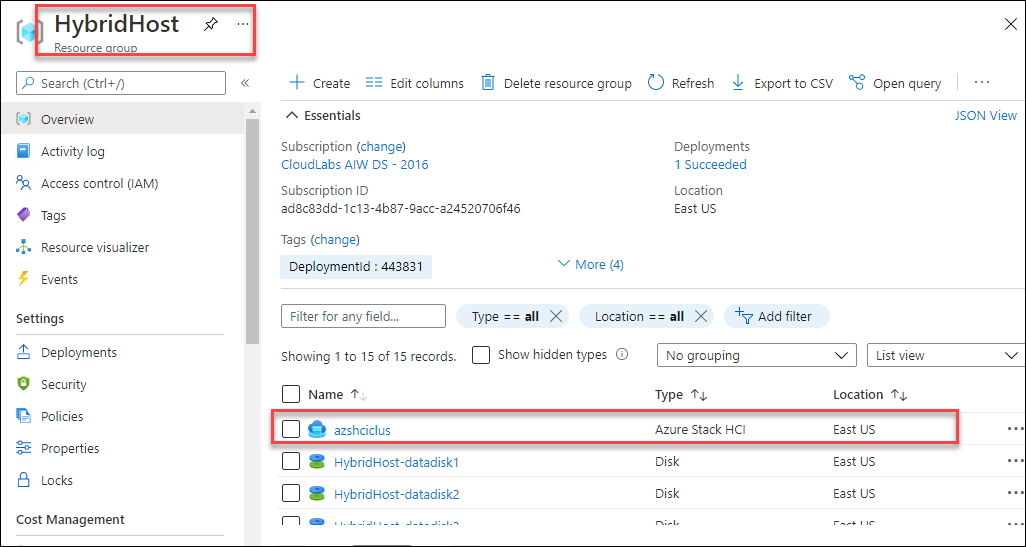 HybridHost
Resource group
Search (Ctrl+/)
Overview
Activity log
Access control (IAM)
Tags
Resource visualizer
Events
Settings
Deployments
Security
Policies
Properties
Locks
Cost Management
Create Edit columns Delete resource group Refresh Export to CSV Open query
Essentials JSON View
Subscription (change) Deployments
CloudLabs AIW DS - 2016 1 Succeeded
Subscription ID Location
ad8c83dd-1c13-4b87-9acc-a24520706f46 East US
Tags (change)
DeploymentId : 443831 More (4)
Filter for any field... Type == all Location == all Add filter
Showing 1 to 15 of 15 records. Show hidden types No grouping List view
Name Type Location
azshciclus Azure Stack HCI East US
HybridHost-datadisk1 Disk East US
HybridHost-datadisk2 Disk East US